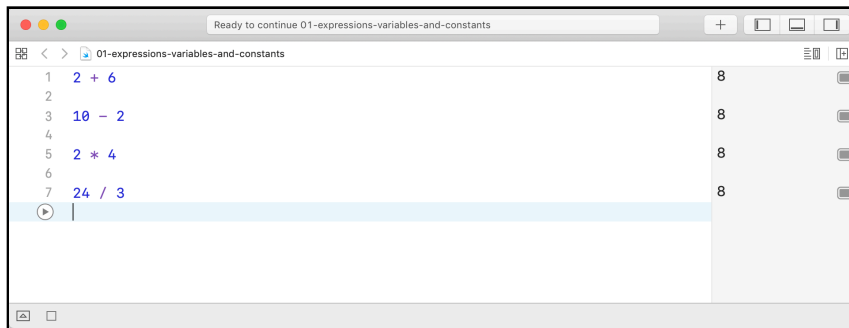 Ready to continue 01-expressions-variables-and-constants
01-expressions-variables-and-constants
1 2 + 6 8
2
3 10 - 2 8
4
5 2 * 4 8
6
7 24 / 3 8